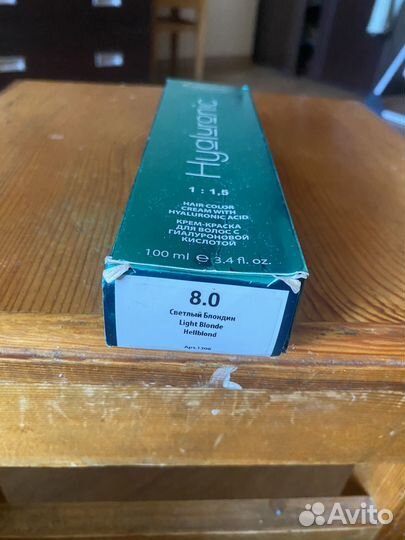 Hyaluronic
1 : 1,5
HAIR COLOR
CREAM WITH
HYALURONIC ACID
КРЕМ-КРАСКА
ДЛЯ ВОЛОС С
ГИАЛУРОНОВОЙ
КИСЛОТОЙ
100 ml ℮ 3.4 fl. oz.
8.0
Светлый Блондин
Light Blonde
Hellblond
Avito